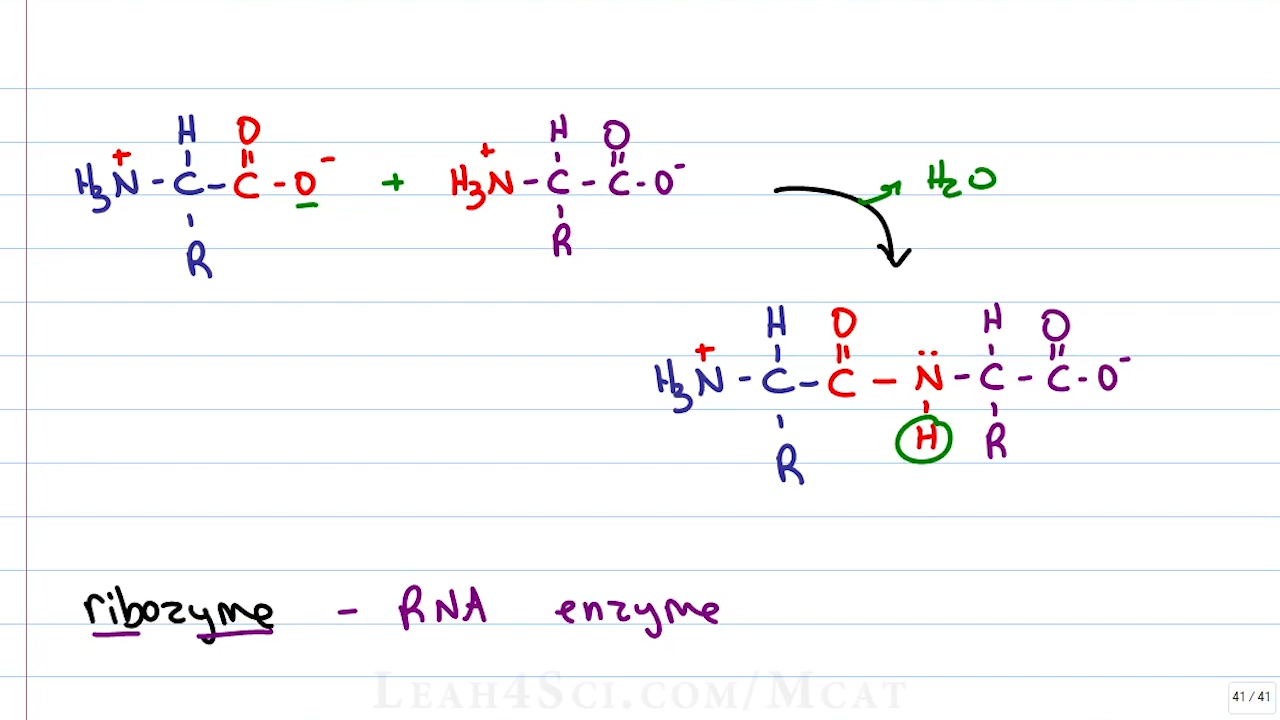 H O H O
H₃N⁺ - C - C - O⁻ + H₃N⁺ - C - C - O⁻ H₂O
R R
H O H O
H₃N⁺ - C - C - N̈ - C - C - O⁻
R H R
ribozyme - RNA enzyme
LEAH4SCI.COM/MCAT
41 / 41